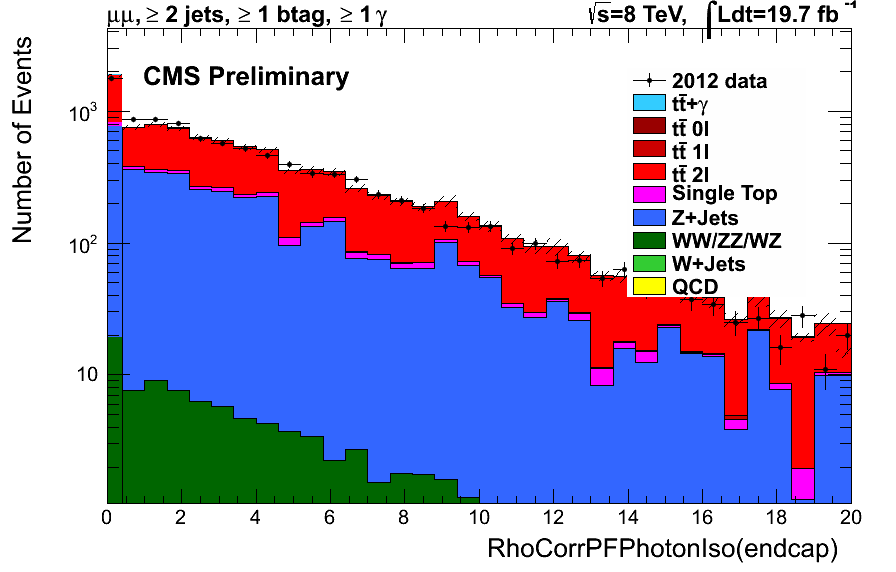 μμ, ≥ 2 jets, ≥ 1 btag, ≥ 1 γ
√s=8 TeV, ∫Ldt=19.7 fb⁻¹
CMS Preliminary
2012 data
tt̄+γ
tt̄ 0l
tt̄ 1l
tt̄ 2l
Single Top
Z+Jets
WW/ZZ/WZ
W+Jets
QCD
Number of Events
10³
10²
10
0 2 4 6 8 10 12 14 16 18 20
RhoCorrPFPhotonIso(endcap)